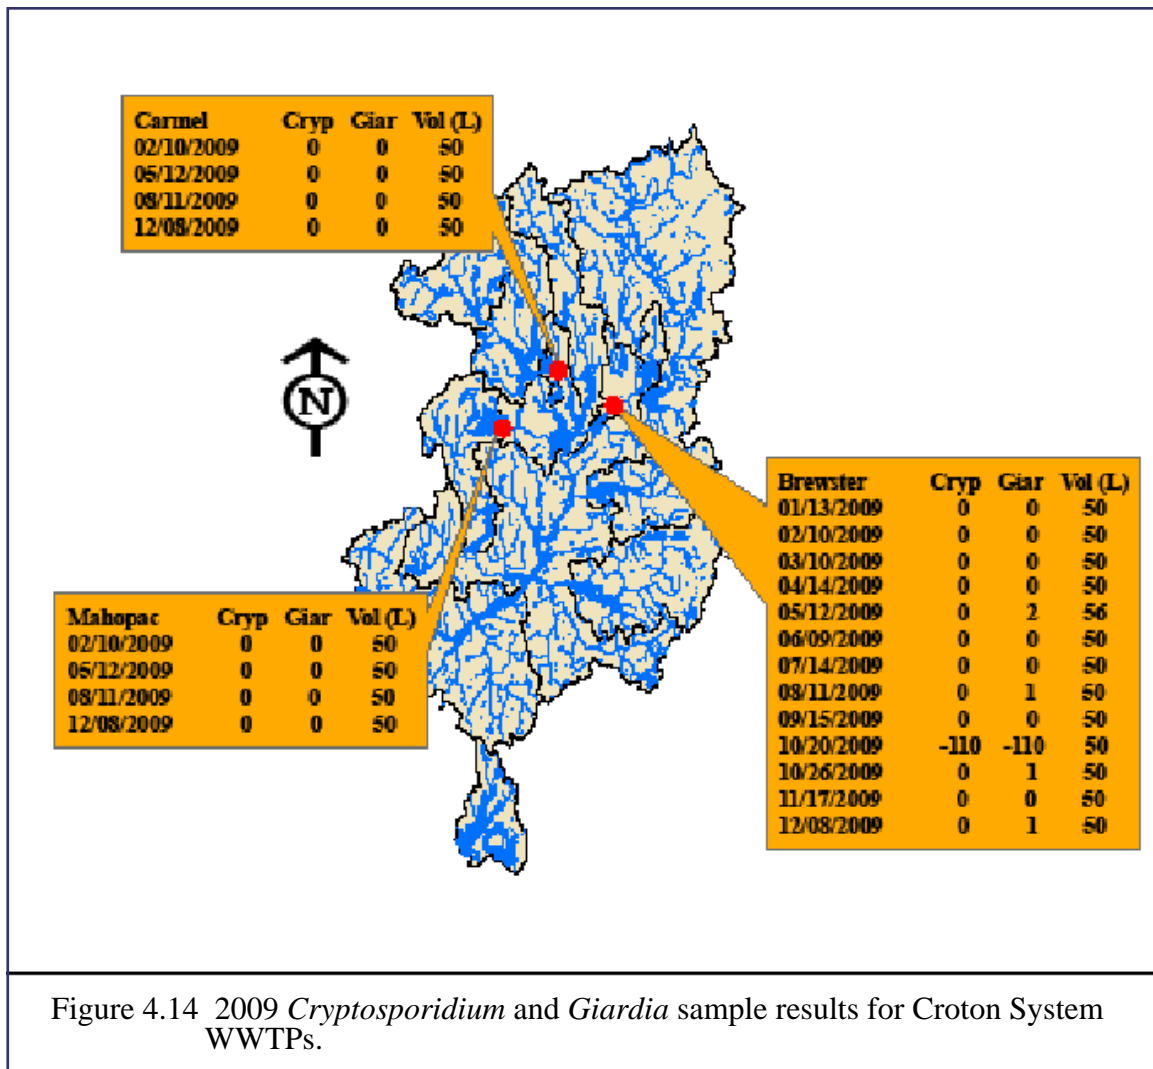 Carmel Cryp Giar Vol (L)
02/10/2009 0 0 50
05/12/2009 0 0 50
08/11/2009 0 0 50
12/08/2009 0 0 50
N
Brewster Cryp Giar Vol (L)
01/13/2009 0 0 50
02/10/2009 0 0 50
03/10/2009 0 0 50
04/14/2009 0 0 50
05/12/2009 0 2 56
06/09/2009 0 0 50
07/14/2009 0 0 50
08/11/2009 0 1 50
09/15/2009 0 0 50
10/20/2009 -110 -110 50
10/26/2009 0 1 50
11/17/2009 0 0 50
12/08/2009 0 1 50
Mahopac Cryp Giar Vol (L)
02/10/2009 0 0 50
05/12/2009 0 0 50
08/11/2009 0 0 50
12/08/2009 0 0 50
Figure 4.14 2009 Cryptosporidium and Giardia sample results for Croton System
WWTPs.